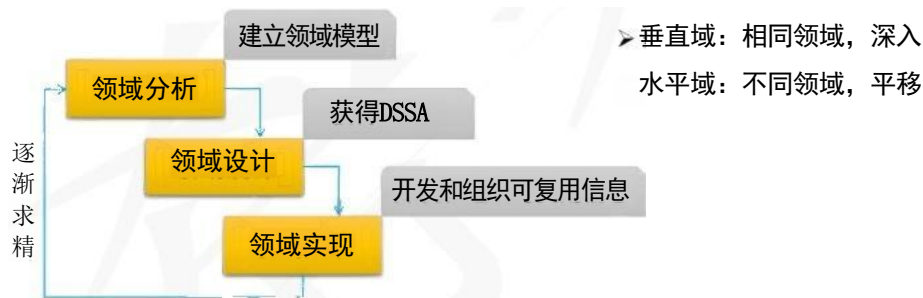 建立领域模型
➢垂直域：相同领域，深入
领域分析
水平域：不同领域，平移
获得DSSA
领域设计
逐渐求精
开发和组织可复用信息
领域实现